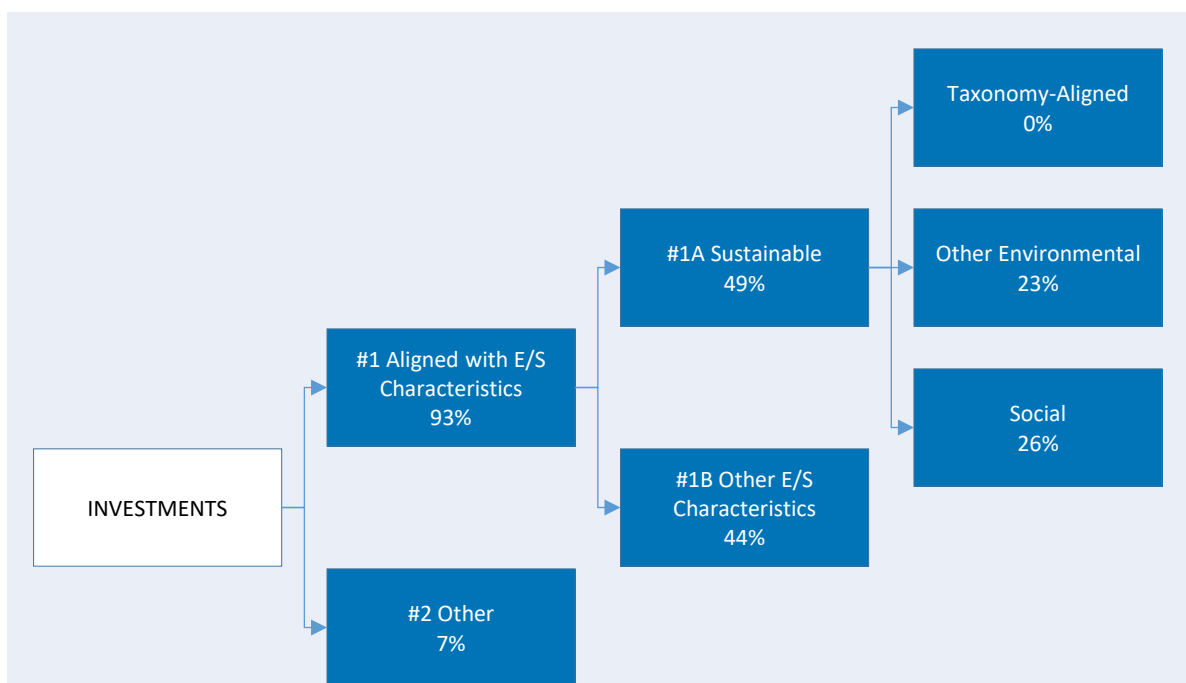 Taxonomy-Aligned
0%
#1A Sustainable
49%
Other Environmental
23%
#1 Aligned with E/S
Characteristics
93%
Social
26%
INVESTMENTS
#1B Other E/S
Characteristics
44%
#2 Other
7%